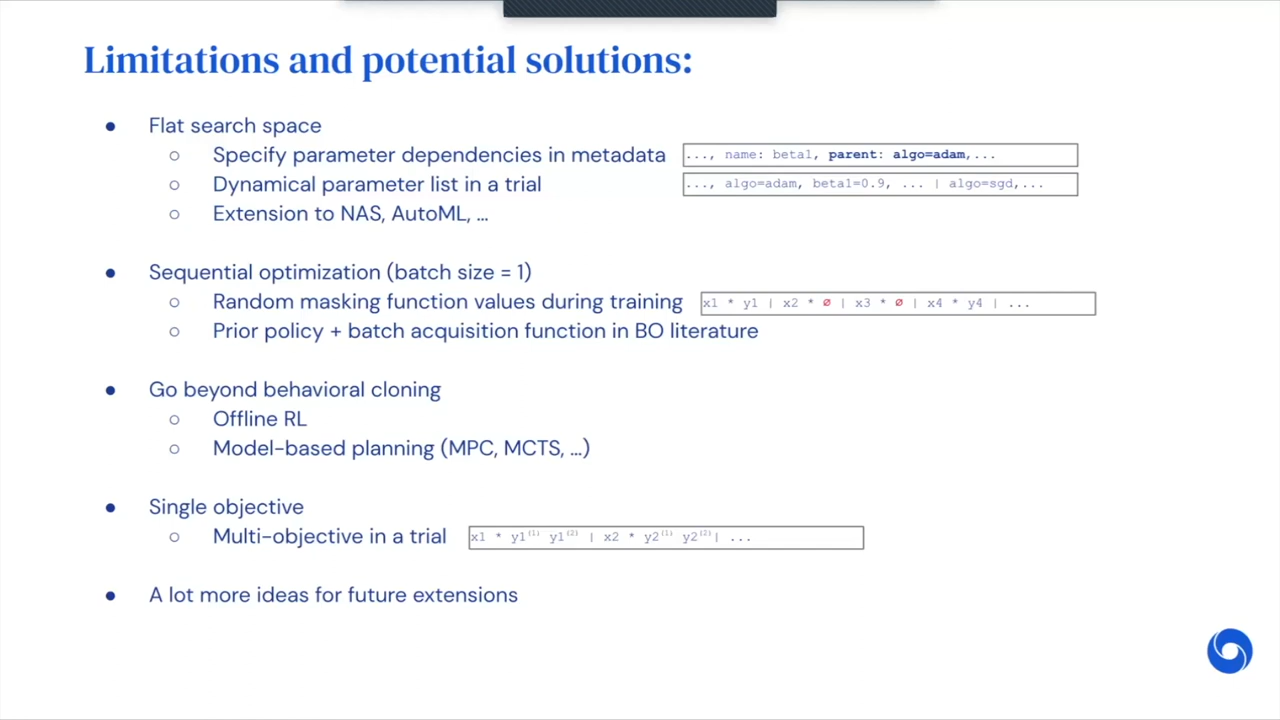 Limitations and potential solutions:
● Flat search space
○ Specify parameter dependencies in metadata ..., name: beta1, parent: algo=adam,...
○ Dynamical parameter list in a trial ..., algo=adam, beta1=0.9, ... | algo=sgd,...
○ Extension to NAS, AutoML, …
● Sequential optimization (batch size = 1)
○ Random masking function values during training x1 * y1 | x2 * ∅ | x3 * ∅ | x4 * y4 | ...
○ Prior policy + batch acquisition function in BO literature
● Go beyond behavioral cloning
○ Offline RL
○ Model-based planning (MPC, MCTS, …)
● Single objective
○ Multi-objective in a trial x1 * y1⁽¹⁾ y1⁽²⁾ | x2 * y2⁽¹⁾ y2⁽²⁾| ...
● A lot more ideas for future extensions